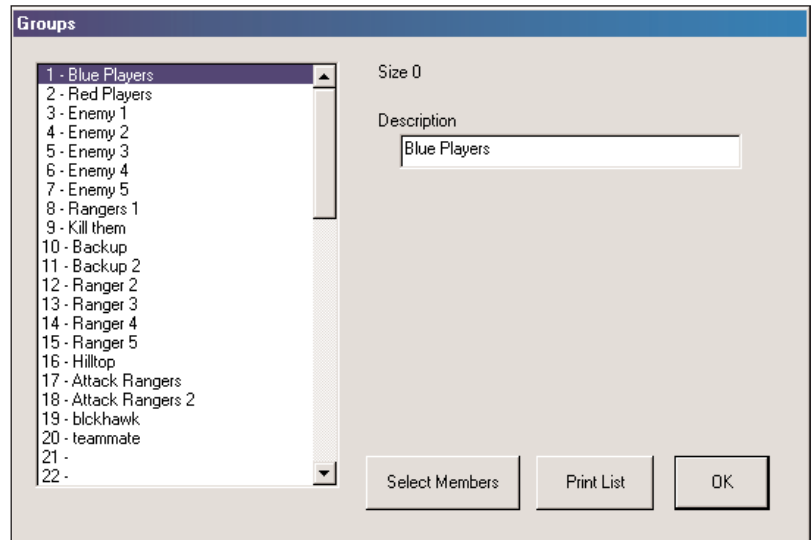 Groups
1 - Blue Players
2 - Red Players
3 - Enemy 1
4 - Enemy 2
5 - Enemy 3
6 - Enemy 4
7 - Enemy 5
8 - Rangers 1
9 - Kill them
10 - Backup
11 - Backup 2
12 - Ranger 2
13 - Ranger 3
14 - Ranger 4
15 - Ranger 5
16 - Hilltop
17 - Attack Rangers
18 - Attack Rangers 2
19 - blckhawk
20 - teammate
21 -
22 -
Size 0
Description
Blue Players
Select Members
Print List
OK